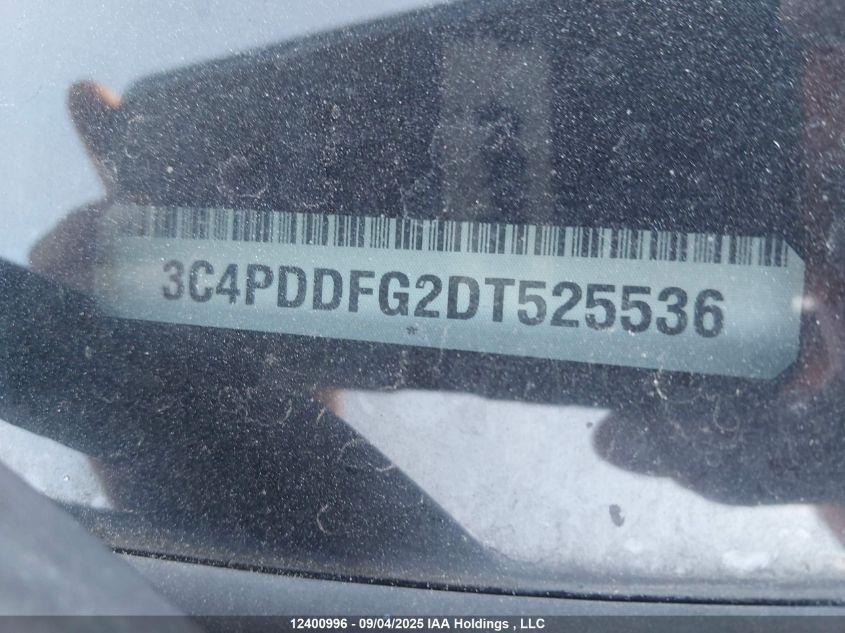 3C4PDDFG2DT525536
*
12400996 - 09/04/2025 IAA Holdings , LLC